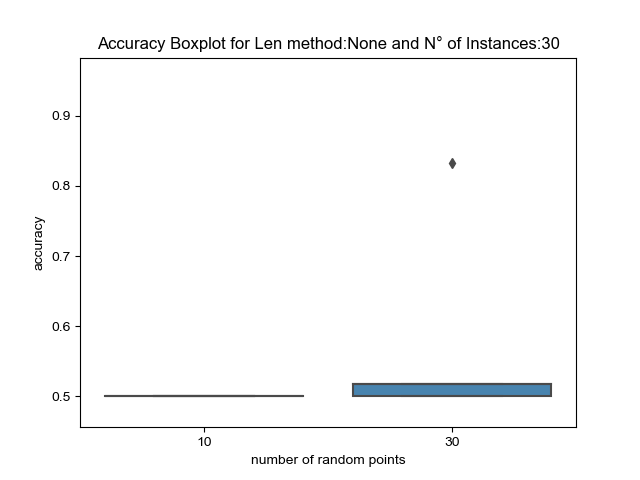 Accuracy Boxplot for Len method:None and N° of Instances:30
0.9
0.8
0.7
0.6
0.5
accuracy
10
30
number of random points